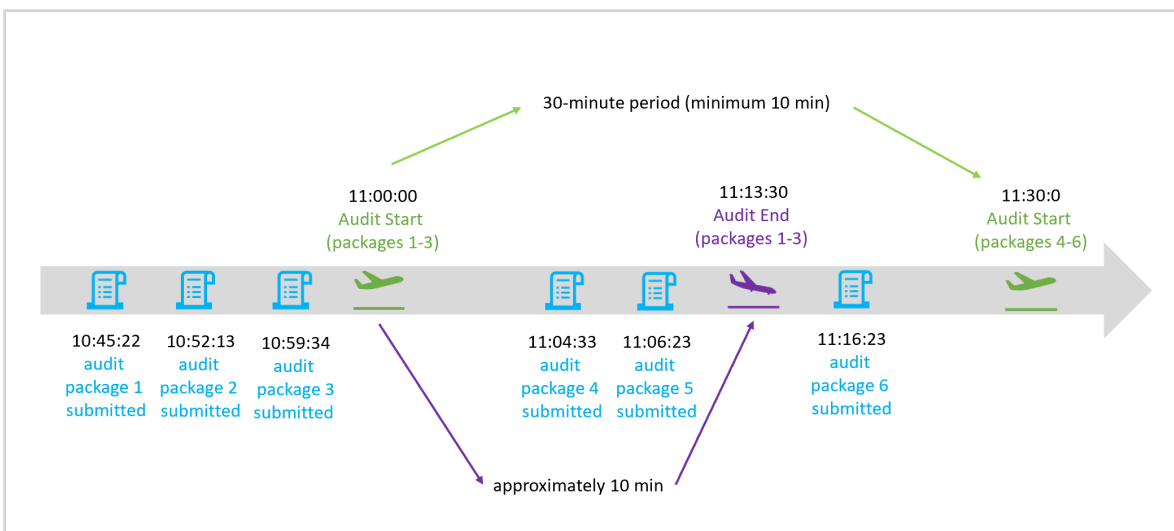 30-minute period (minimum 10 min)
11:00:00
Audit Start
(packages 1-3)
11:13:30
Audit End
(packages 1-3)
11:30:0
Audit Start
(packages 4-6)
10:45:22
audit
package 1
submitted
10:52:13
audit
package 2
submitted
10:59:34
audit
package 3
submitted
11:04:33
audit
package 4
submitted
11:06:23
audit
package 5
submitted
11:16:23
audit
package 6
submitted
approximately 10 min